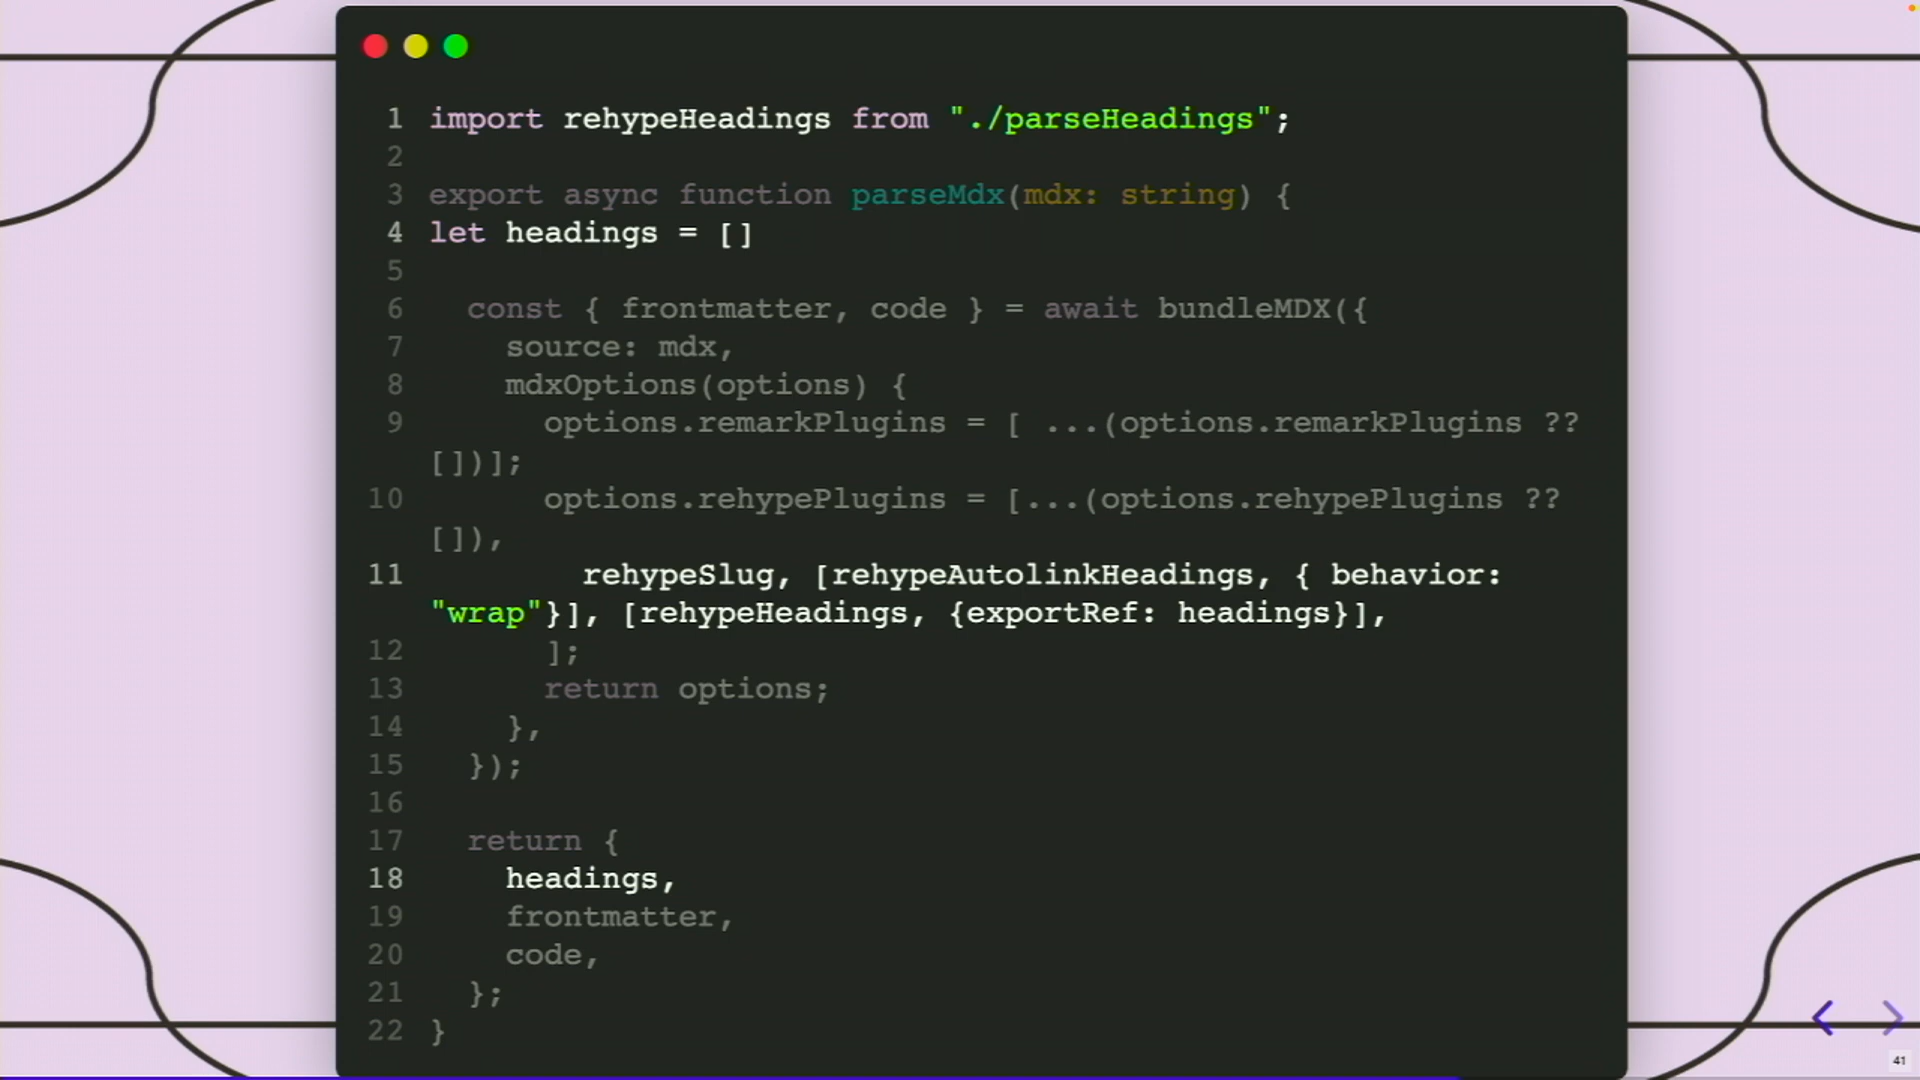 1 import rehypeHeadings from "./parseHeadings";
2
3 export async function parseMdx(mdx: string) {
4 let headings = []
5
6   const { frontmatter, code } = await bundleMDX({
7     source: mdx,
8     mdxOptions(options) {
9       options.remarkPlugins = [ ...(options.remarkPlugins ??
[])];
10       options.rehypePlugins = [...(options.rehypePlugins ??
[]),
11         rehypeSlug, [rehypeAutolinkHeadings, { behavior:
"wrap"}], [rehypeHeadings, {exportRef: headings}],
12       ];
13       return options;
14     },
15   });
16
17   return {
18     headings,
19     frontmatter,
20     code,
21   };
22 }
41